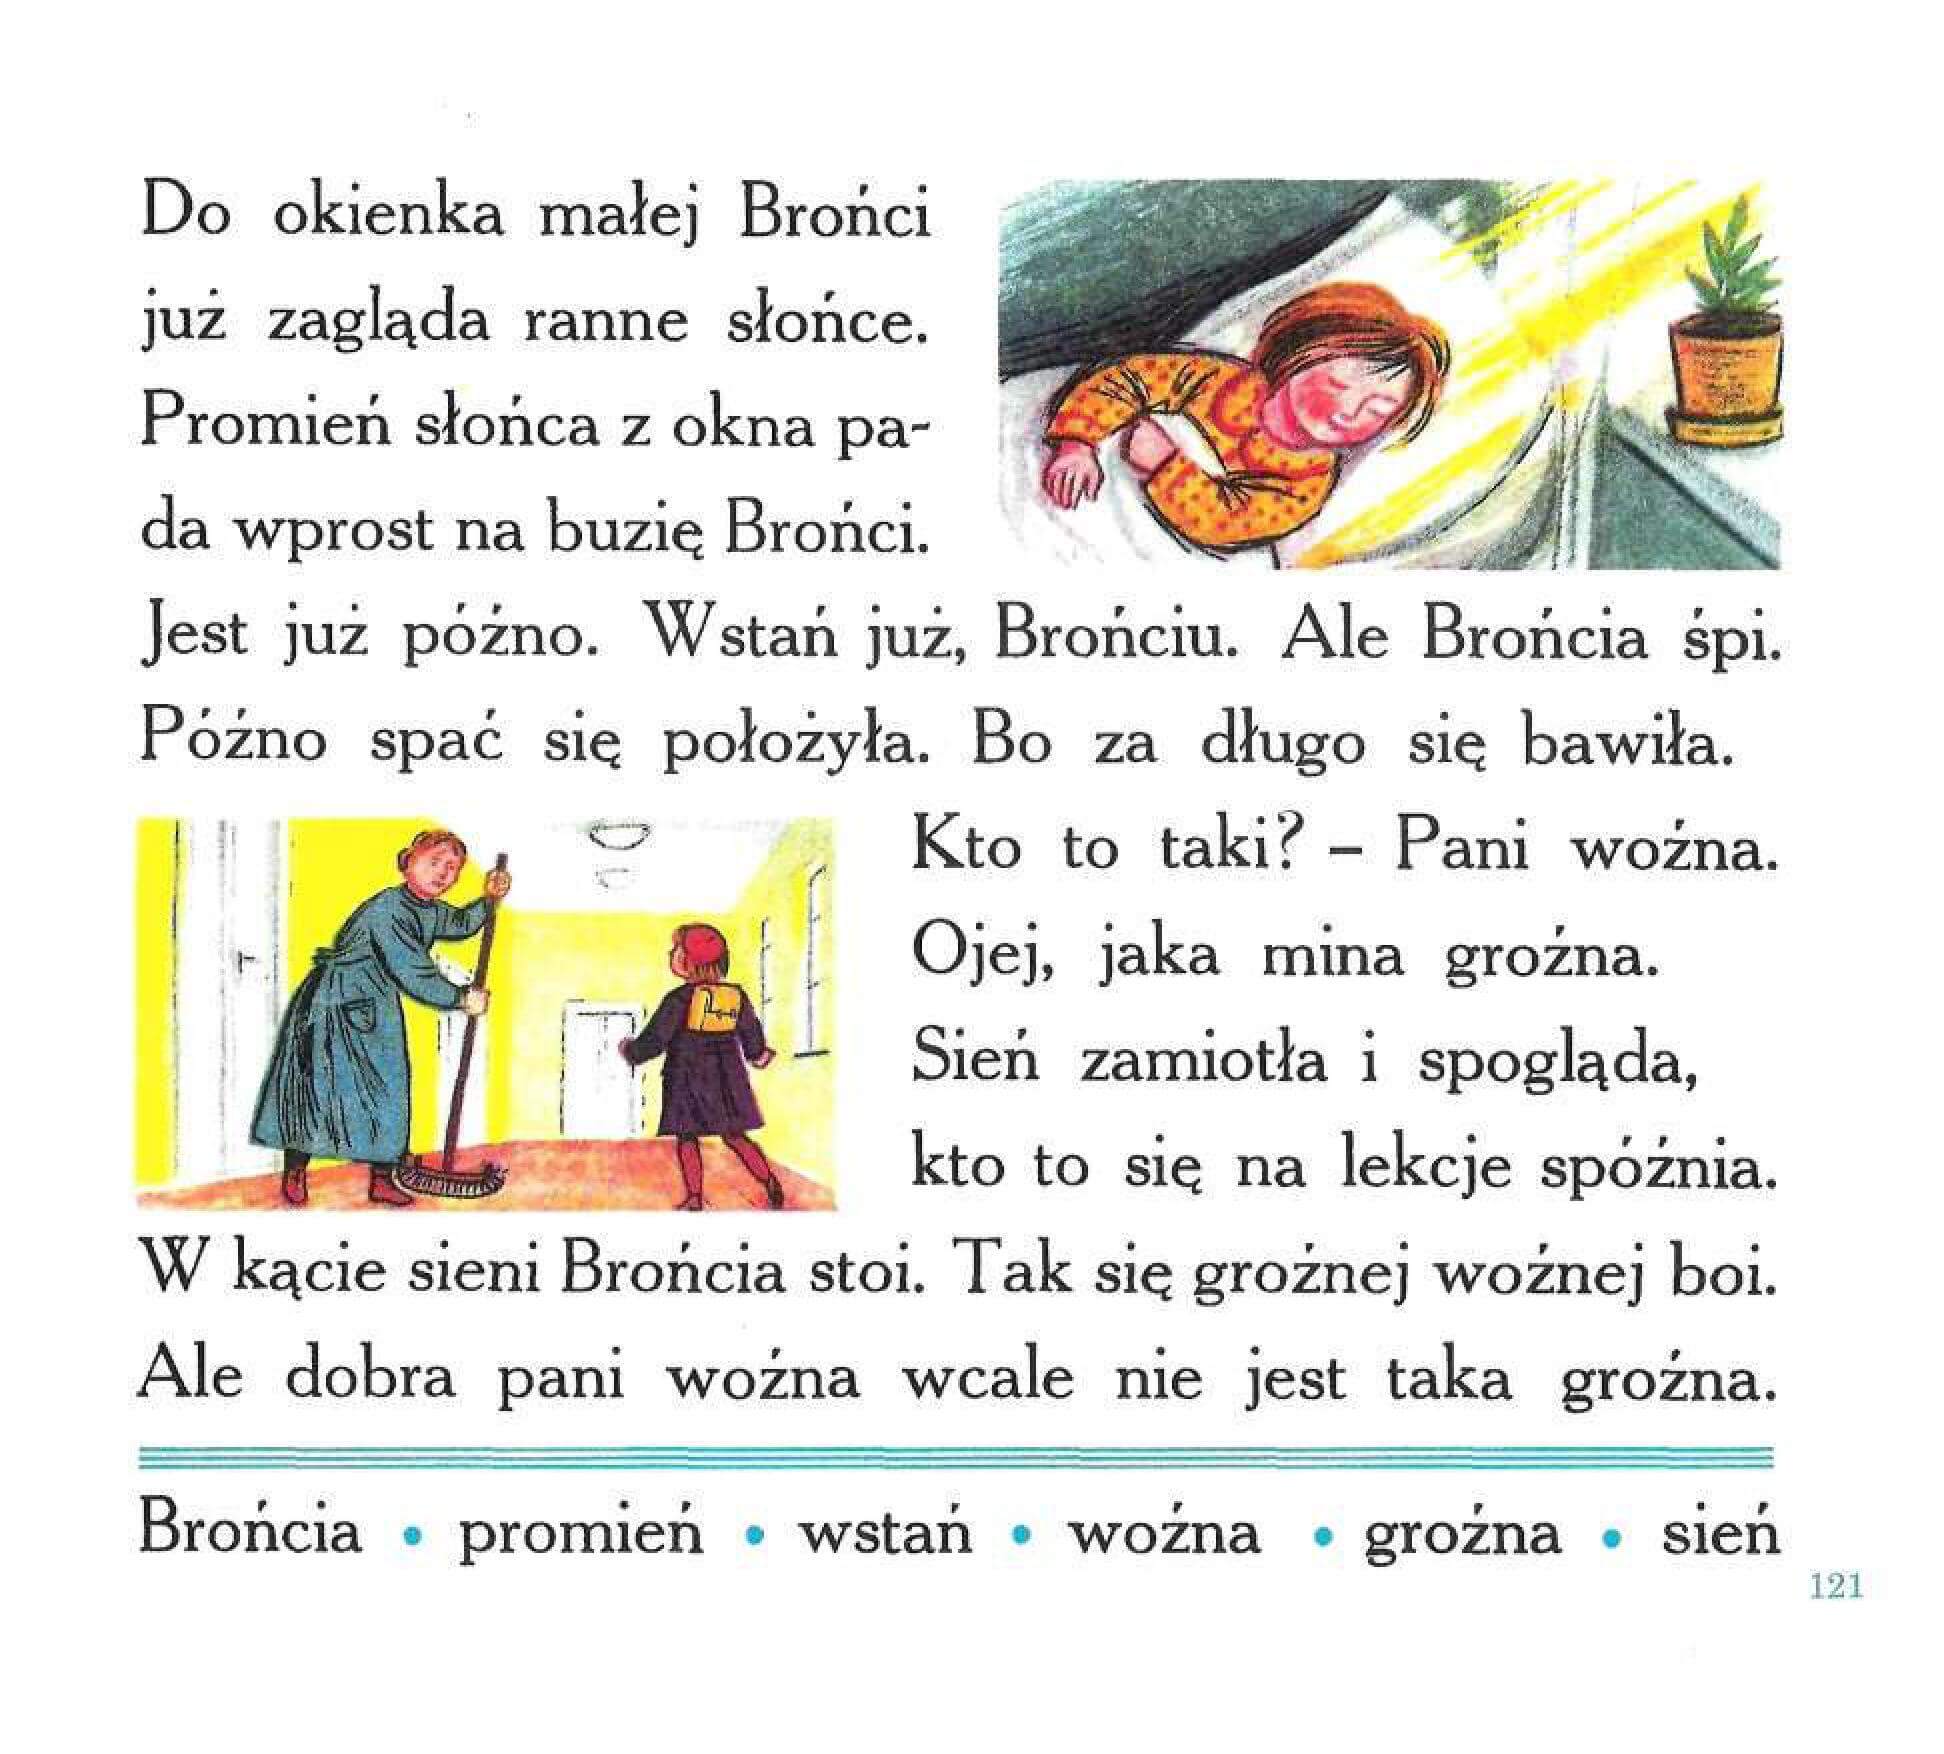 Do okienka małej Brońci
już zagląda ranne słońce.
Promień słońca z okna pa-
da wprost na buzię Brońci.
Jest już późno. Wstań już, Brońciu. Ale Brońcia śpi.
Późno spać się położyła. Bo za długo się bawiła.
Kto to taki? – Pani woźna.
Ojej, jaka mina groźna.
Sień zamiotła i spogląda,
kto to się na lekcje spóźnia.
W kącie sieni Brońcia stoi. Tak się groźnej woźnej boi.
Ale dobra pani woźna wcale nie jest taka groźna.
Brońcia • promień • wstań • woźna • groźna • sień
121